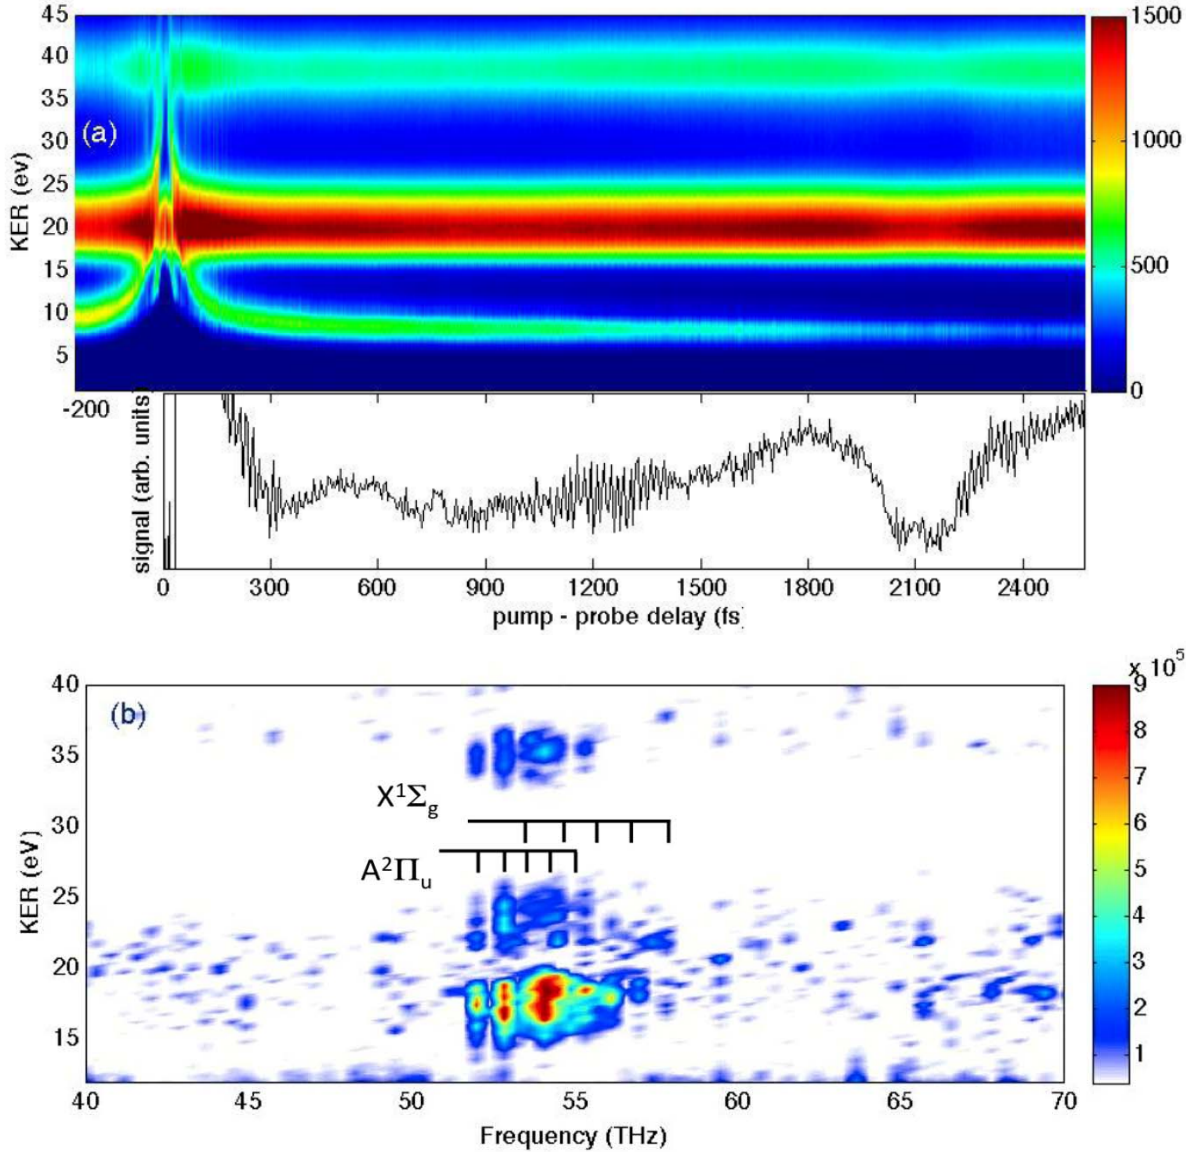 45
40
35
30
25
20
15
10
5
KER (ev)
(a)
1500
1000
500
0
-200
signal (arb. units)
0 300 600 900 1200 1500 1800 2100 2400
pump - probe delay (fs
x 10⁵
40
35
30
25
20
15
KER (eV)
(b)
X¹Σg
A²Πu
9
8
7
6
5
4
3
2
1
40 45 50 55 60 65 70
Frequency (THz)